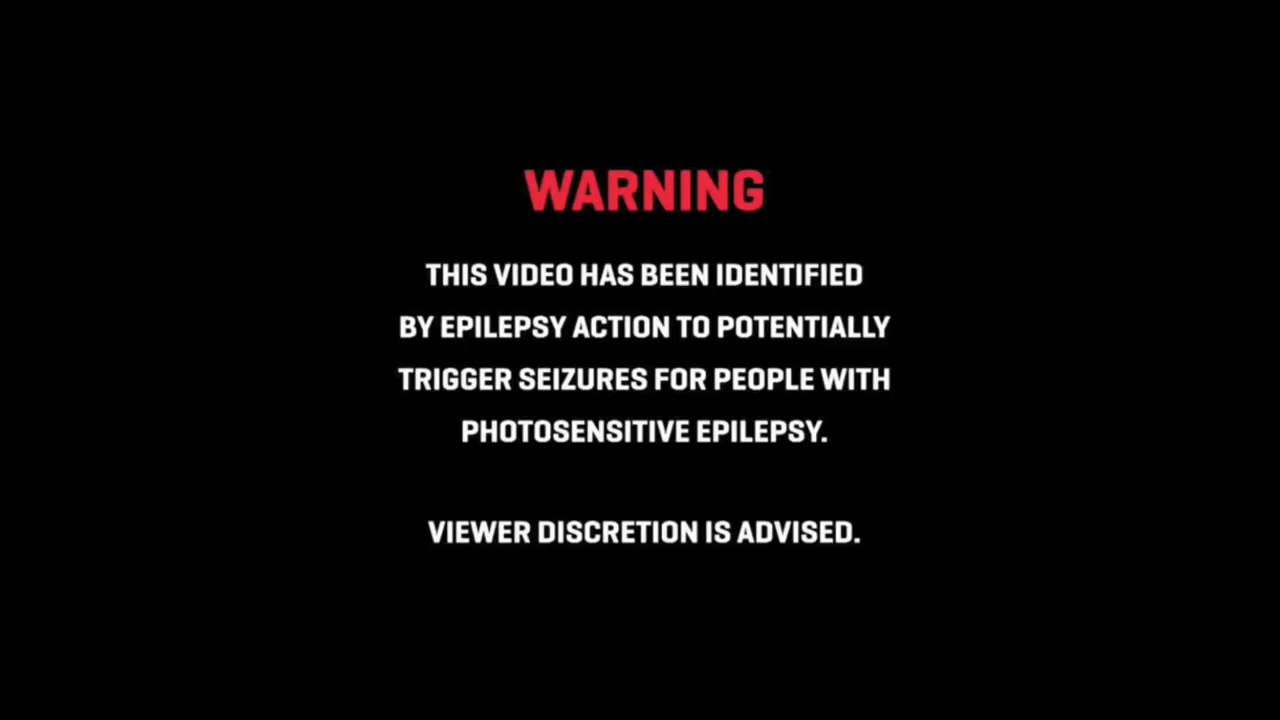 WARNING
THIS VIDEO HAS BEEN IDENTIFIED
BY EPILEPSY ACTION TO POTENTIALLY
TRIGGER SEIZURES FOR PEOPLE WITH
PHOTOSENSITIVE EPILEPSY.
VIEWER DISCRETION IS ADVISED.